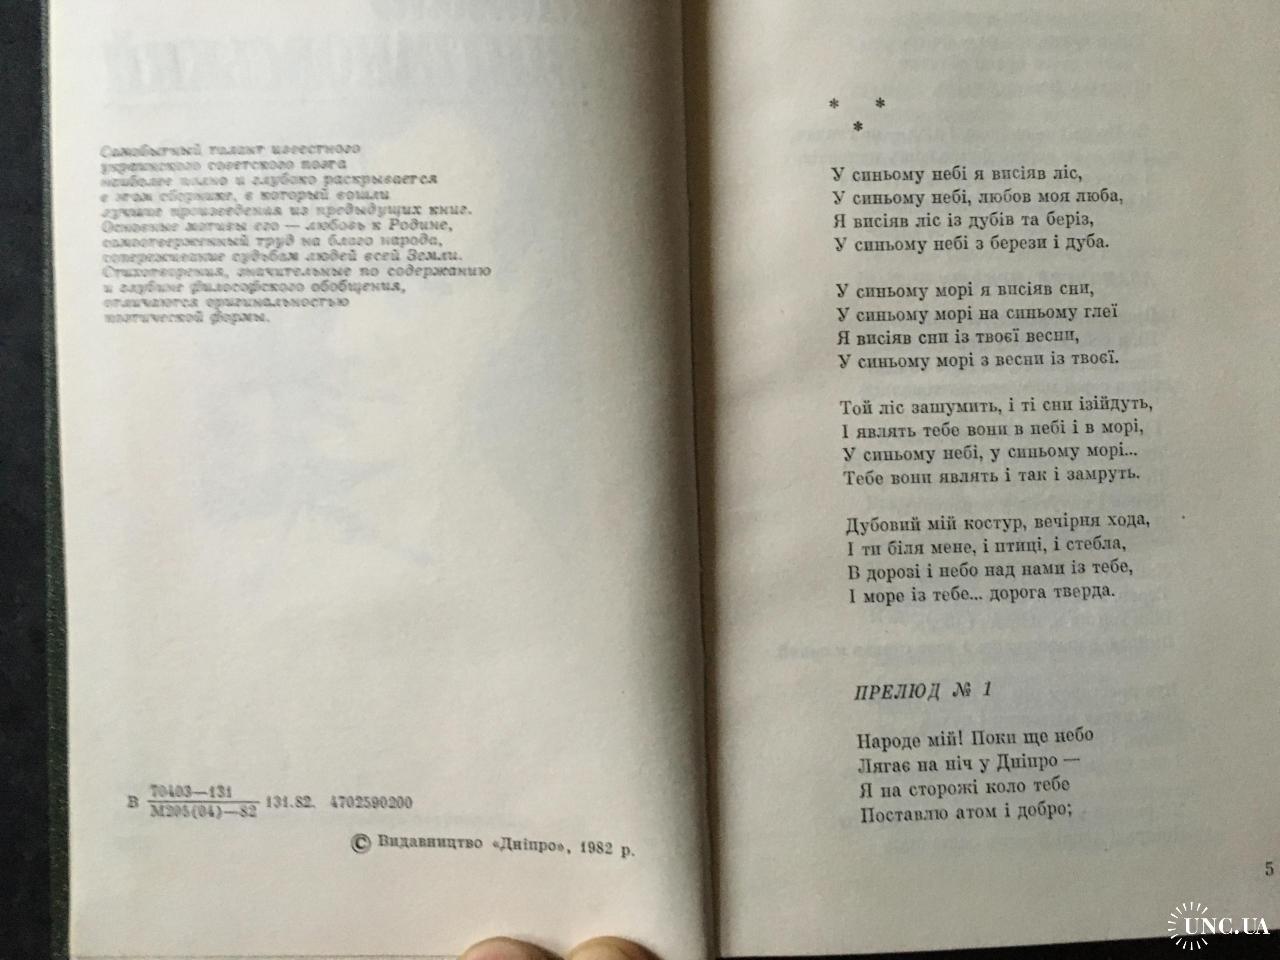 Самобытный талант известного
украинского советского поэта
наиболее полно и глубоко раскрывается
в этом сборнике, в который вошли
лучшие произведения из предыдущих книг.
Основные мотивы его — любовь к Родине,
самоотверженный труд на благо народа,
сопереживание судьбам людей всей Земли.
Стихотворения, значительные по содержанию
и глубине философского обобщения,
отличаются оригинальностью
поэтической формы.
В 70403—131
М205(04)—82 131.82. 4702590200
© Видавництво «Дніпро», 1982 р.
* *
*
У синьому небі я висіяв ліс,
У синьому небі, любов моя люба,
Я висіяв ліс із дубів та беріз,
У синьому небі з берези і дуба.
У синьому морі я висіяв сни,
У синьому морі на синьому глеї
Я висіяв сни із твоєї весни,
У синьому морі з весни із твоєї.
Той ліс зашумить, і ті сни ізійдуть,
І являть тебе вони в небі і в морі,
У синьому небі, у синьому морі...
Тебе вони являть і так і замруть.
Дубовий мій костур, вечірня хода,
І ти біля мене, і птиці, і стебла,
В дорозі і небо над нами із тебе,
І море із тебе... дорога тверда.
ПРЕЛЮД № 1
Народе мій! Поки ще небо
Лягає на ніч у Дніпро —
Я на сторожі коло тебе
Поставлю атом і добро;
5
UNC.UA